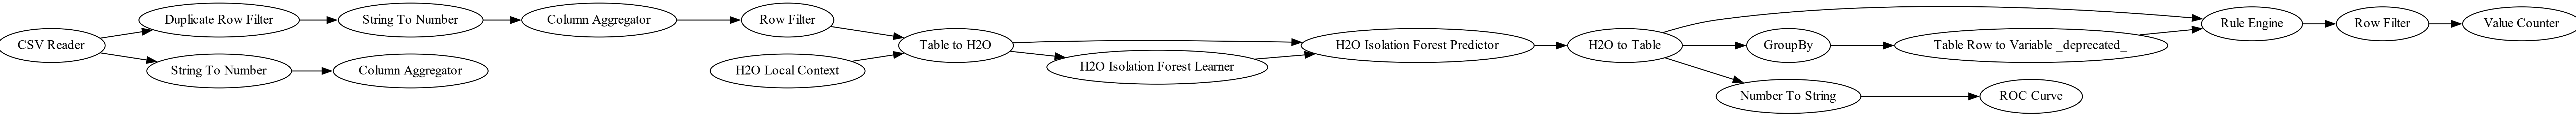 CSV Reader
Duplicate Row Filter
String To Number
Column Aggregator
Row Filter
String To Number
Column Aggregator
H2O Local Context
Table to H2O
H2O Isolation Forest Learner
H2O Isolation Forest Predictor
H2O to Table
GroupBy
Table Row to Variable _deprecated_
Number To String
ROC Curve
Rule Engine
Row Filter
Value Counter